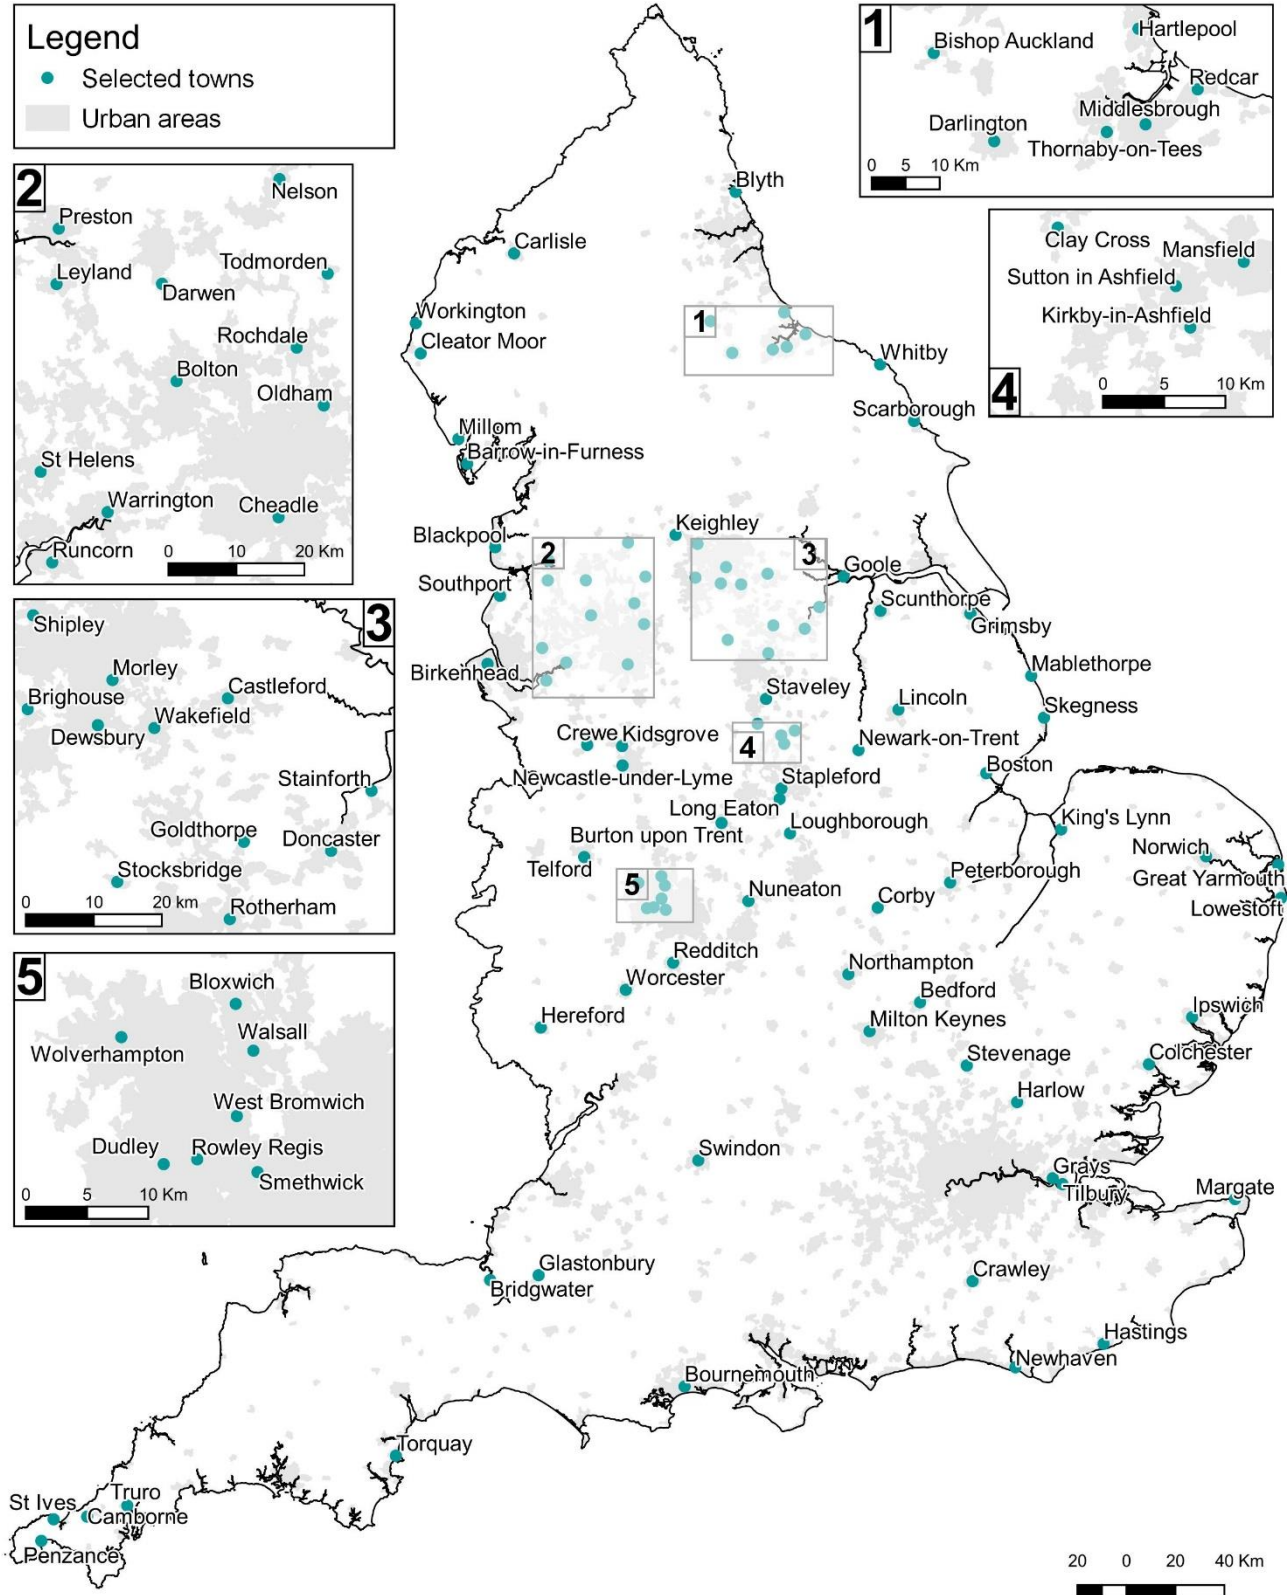 Legend
Selected towns
Urban areas
1
Bishop Auckland
Hartlepool
Redcar
Middlesbrough
Darlington
Thornaby-on-Tees
0 5 10 Km
2
Nelson
Preston
Leyland
Todmorden
Darwen
Rochdale
Bolton
Oldham
St Helens
Warrington
Cheadle
Runcorn
0 10 20 Km
4
Clay Cross
Mansfield
Sutton in Ashfield
Kirkby-in-Ashfield
0 5 10 Km
3
Shipley
Morley
Brighouse
Castleford
Wakefield
Dewsbury
Stainforth
Goldthorpe
Doncaster
Stocksbridge
Rotherham
0 10 20 Km
5
Bloxwich
Walsall
Wolverhampton
West Bromwich
Dudley
Rowley Regis
Smethwick
0 5 10 Km
Blyth
Carlisle
Workington
Cleator Moor
1
Whitby
Scarborough
Millom
Barrow-in-Furness
Keighley
Blackpool
2
3
Goole
Southport
Scunthorpe
Grimsby
Birkenhead
Mablethorpe
Staveley
Lincoln
Skegness
Crewe Kidsgrove
4
Newark-on-Trent
Boston
Newcastle-under-Lyme
Stapleford
Long Eaton
Loughborough
King's Lynn
Burton upon Trent
Norwich
Telford
Peterborough
Great Yarmouth
5
Nuneaton
Corby
Lowestoft
Redditch
Worcester
Northampton
Bedford
Hereford
Milton Keynes
Ipswich
Stevenage
Colchester
Harlow
Swindon
Grays
Tilbury
Margate
Glastonbury
Bridgwater
Crawley
Hastings
Newhaven
Bournemouth
Torquay
Truro
St Ives
Camborne
Penzance
20 0 20 40 Km